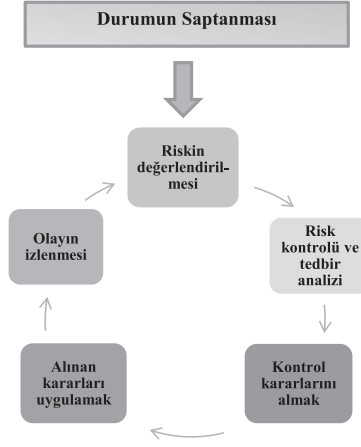 Durumun Saptanması
Riskin
değerlendiril-
mesi
Risk
kontrolü ve
tedbir
analizi
Kontrol
kararlarını
almak
Alınan
kararları
uygulamak
Olayın
izlenmesi